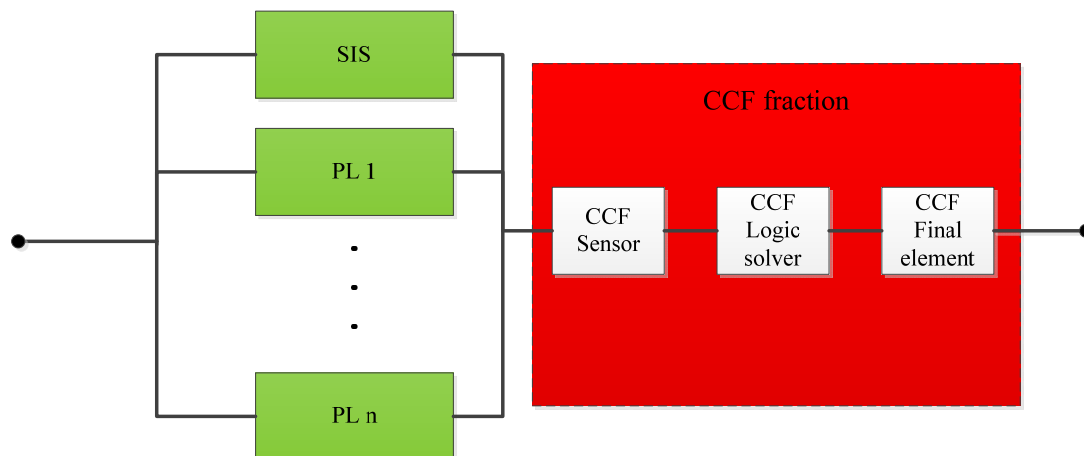 SIS
PL 1
PL n
CCF fraction
CCF
Sensor
CCF
Logic
solver
CCF
Final
element